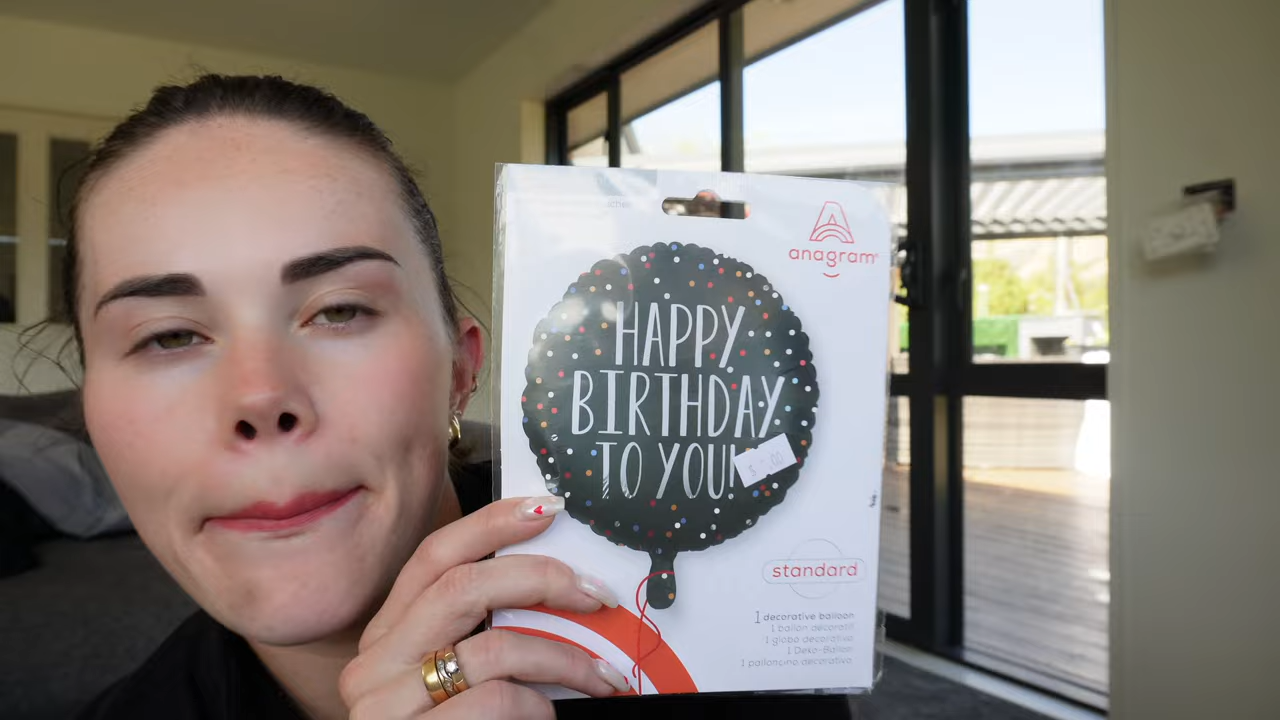 anagram
HAPPY
BIRTHDAY
TO YOU!
standard
1 decorative balloon
1 ballon décoratif
1 globo decorativo
1 Deko-Ballon
1 palloncino decorativo